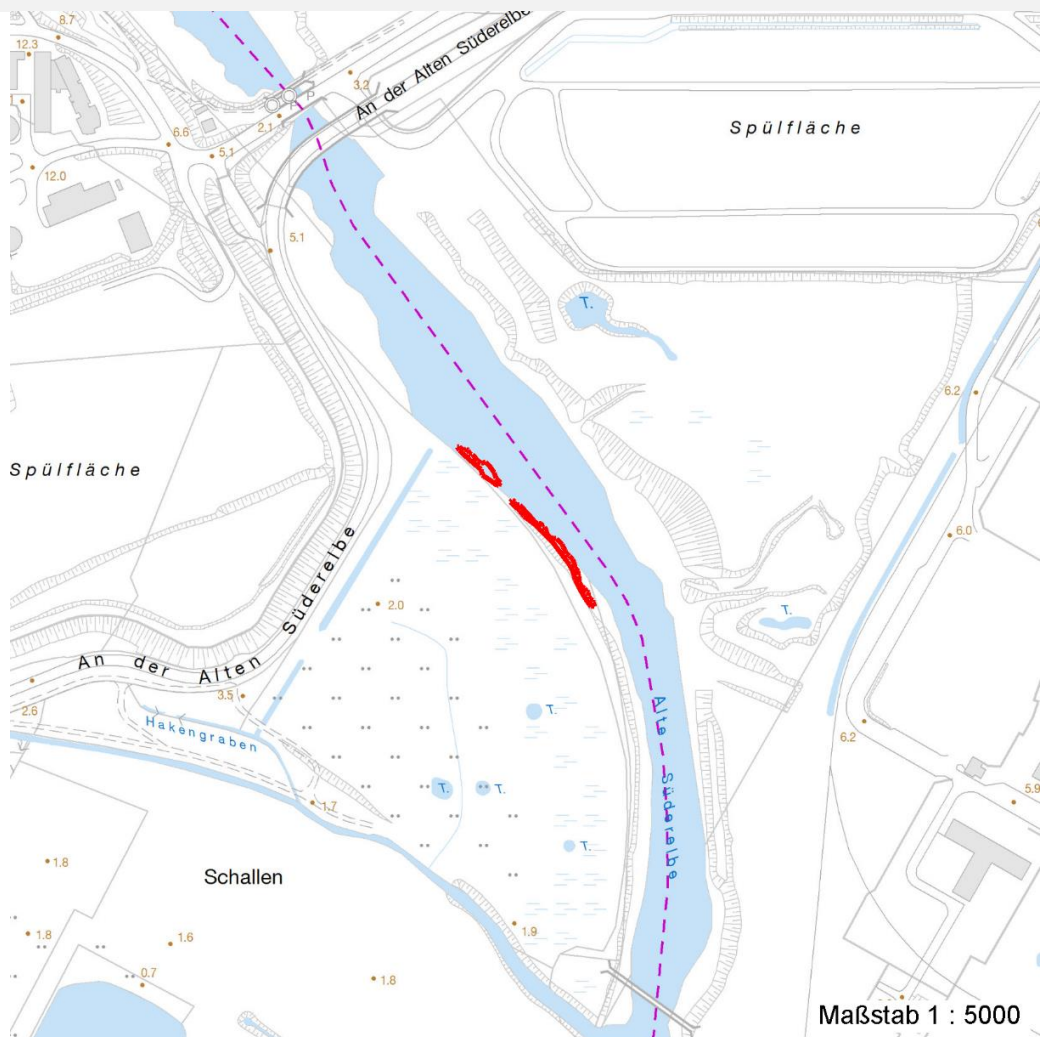 8.7
12.3
An der Alten Süderelbe
3.2
P
2.1
6.6
5.1
12.0
Spülfläche
5.1
T.
6.2
Spülfläche
6.0
2.0
T.
An der Alten Süderelbe
3.5
2.6
Hakengraben
T.
6.2
Alte Süderelbe
T.
T.
1.7
5.9
1.8
T.
Schallen
1.9
1.8
1.6
0.7
1.8
Maßstab 1 : 5000